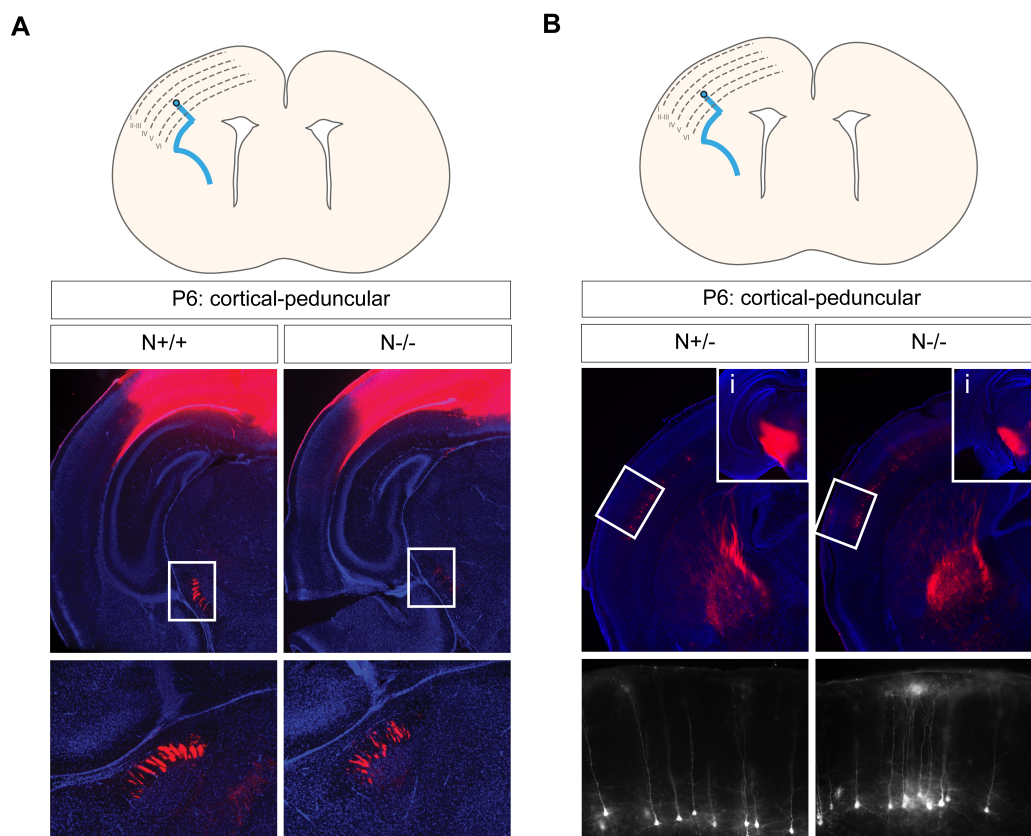 A
I
II-III
IV
V
VI
P6: cortical-peduncular
N+/+
N-/-
B
I
II-III
IV
V
VI
P6: cortical-peduncular
N+/-
N-/-
i
i